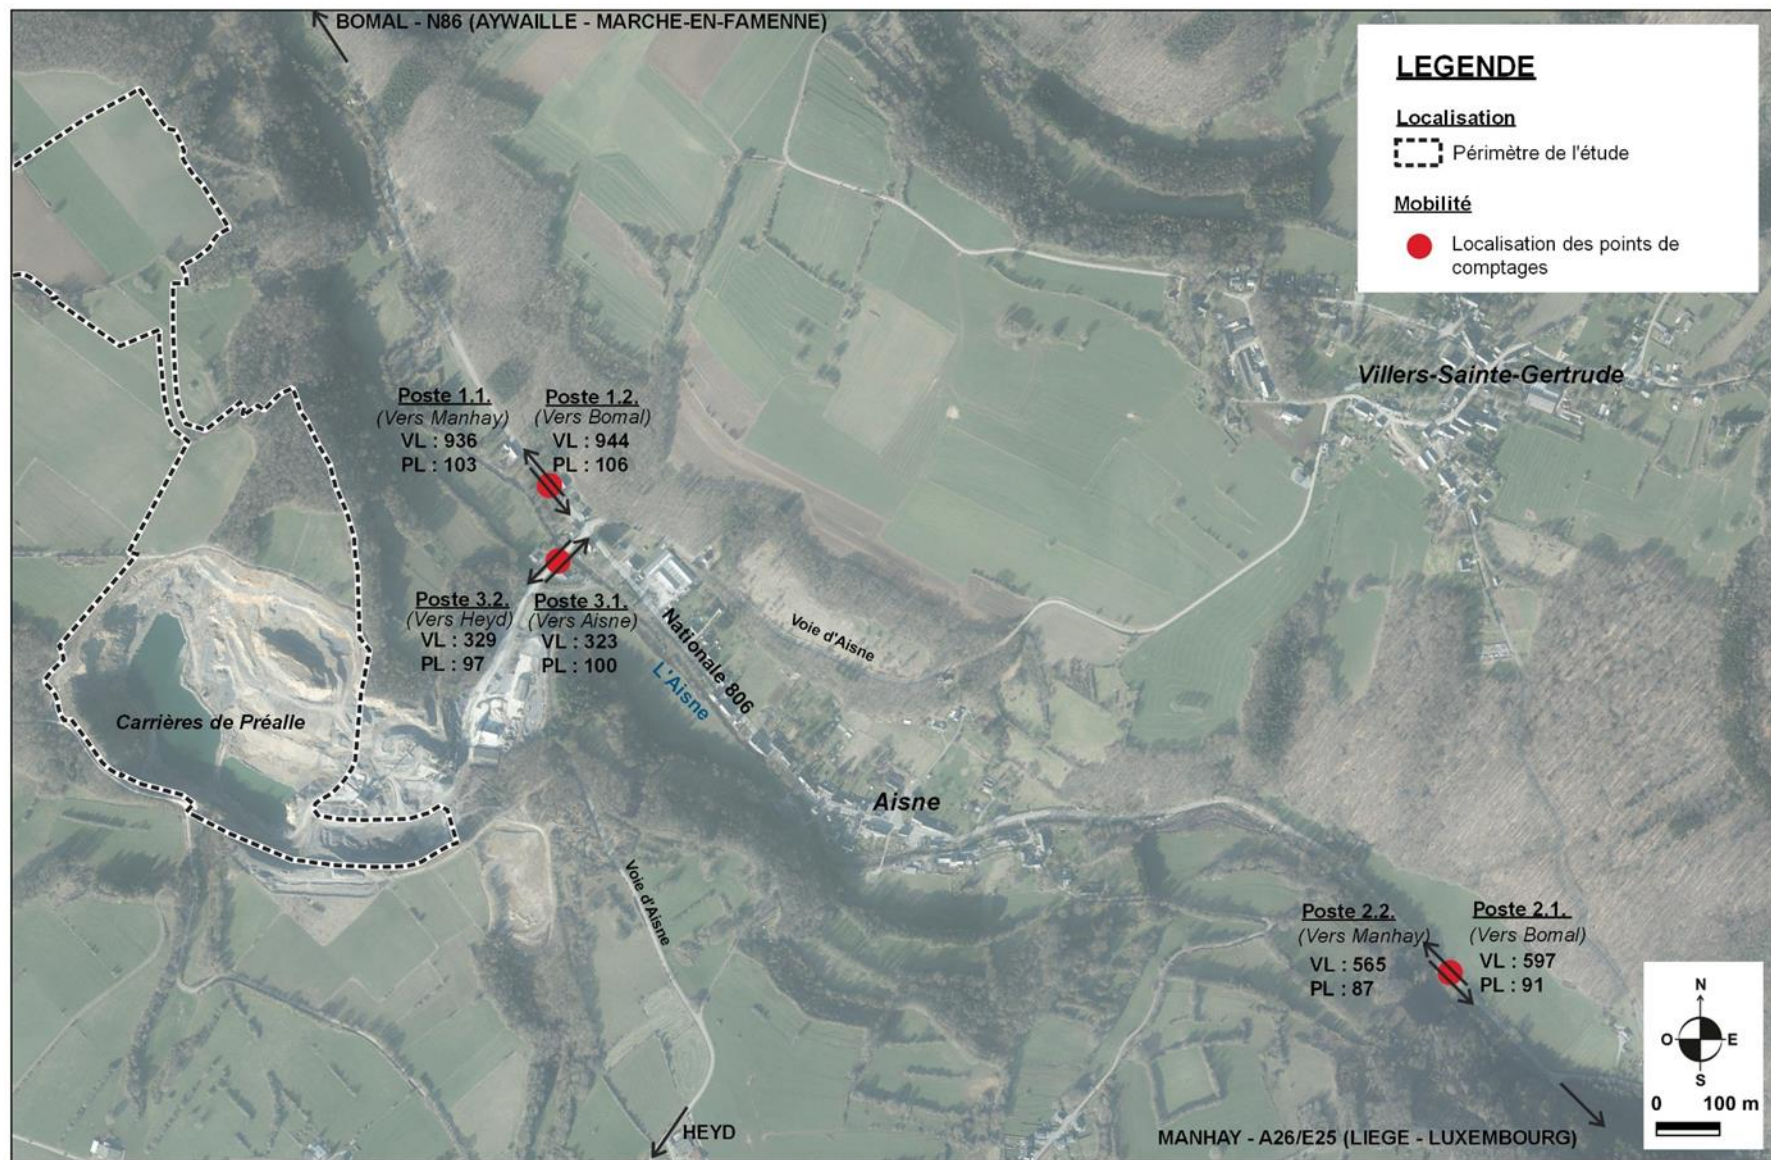 BOMAL - N86 (AYWAILLE - MARCHE-EN-FAMENNE)
LEGENDE
Localisation
Périmètre de l'étude
Mobilité
Localisation des points de
comptages
Villers-Sainte-Gertrude
Poste 1.1.
(Vers Manhay)
VL : 936
PL : 103
Poste 1.2.
(Vers Bomal)
VL : 944
PL : 106
Poste 3.2.
(Vers Heyd)
VL : 329
PL : 97
Poste 3.1.
(Vers Aisne)
VL : 323
PL : 100
Nationale 806
L'Aisne
Voie d'Aisne
Carrières de Préalle
Aisne
Voie d'Aisne
Poste 2.2.
(Vers Manhay)
VL : 565
PL : 87
Poste 2.1.
(Vers Bomal)
VL : 597
PL : 91
HEYD
MANHAY - A26/E25 (LIEGE - LUXEMBOURG)
N
O E
S
0 100 m